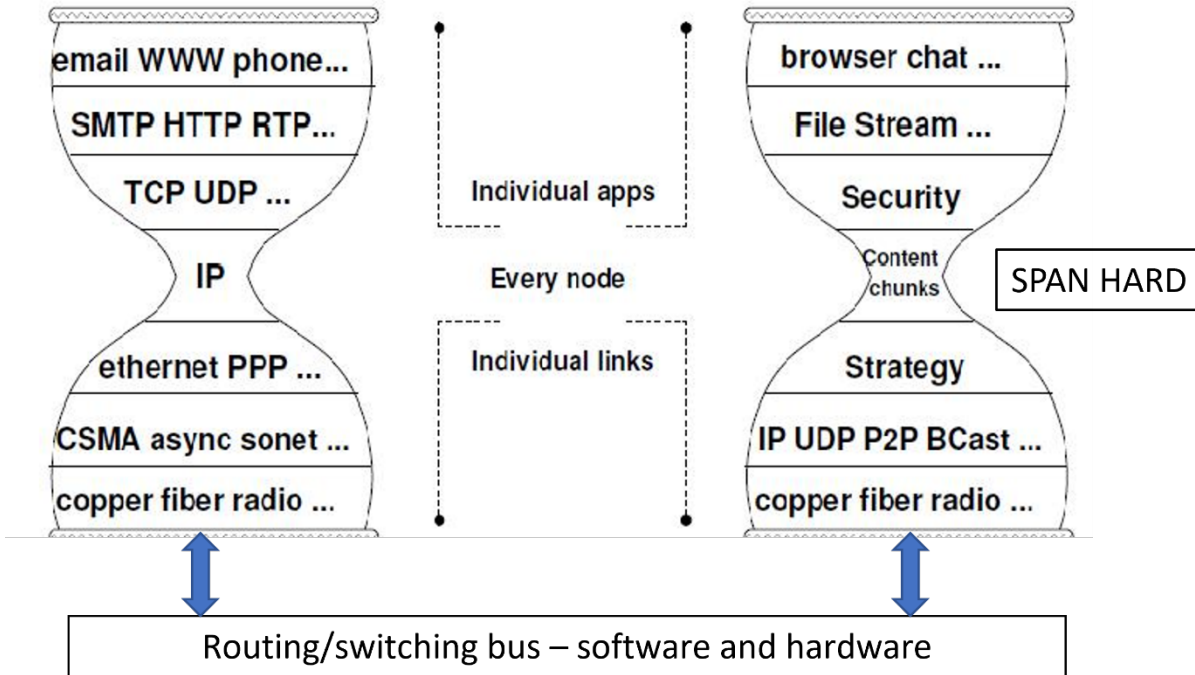 email WWW phone...
SMTP HTTP RTP...
TCP UDP ...
IP
ethernet PPP ...
CSMA async sonet ...
copper fiber radio ...
Individual apps
Every node
Individual links
browser chat ...
File Stream ...
Security
Content
chunks
Strategy
IP UDP P2P BCast ...
copper fiber radio ...
SPAN HARD
Routing/switching bus – software and hardware